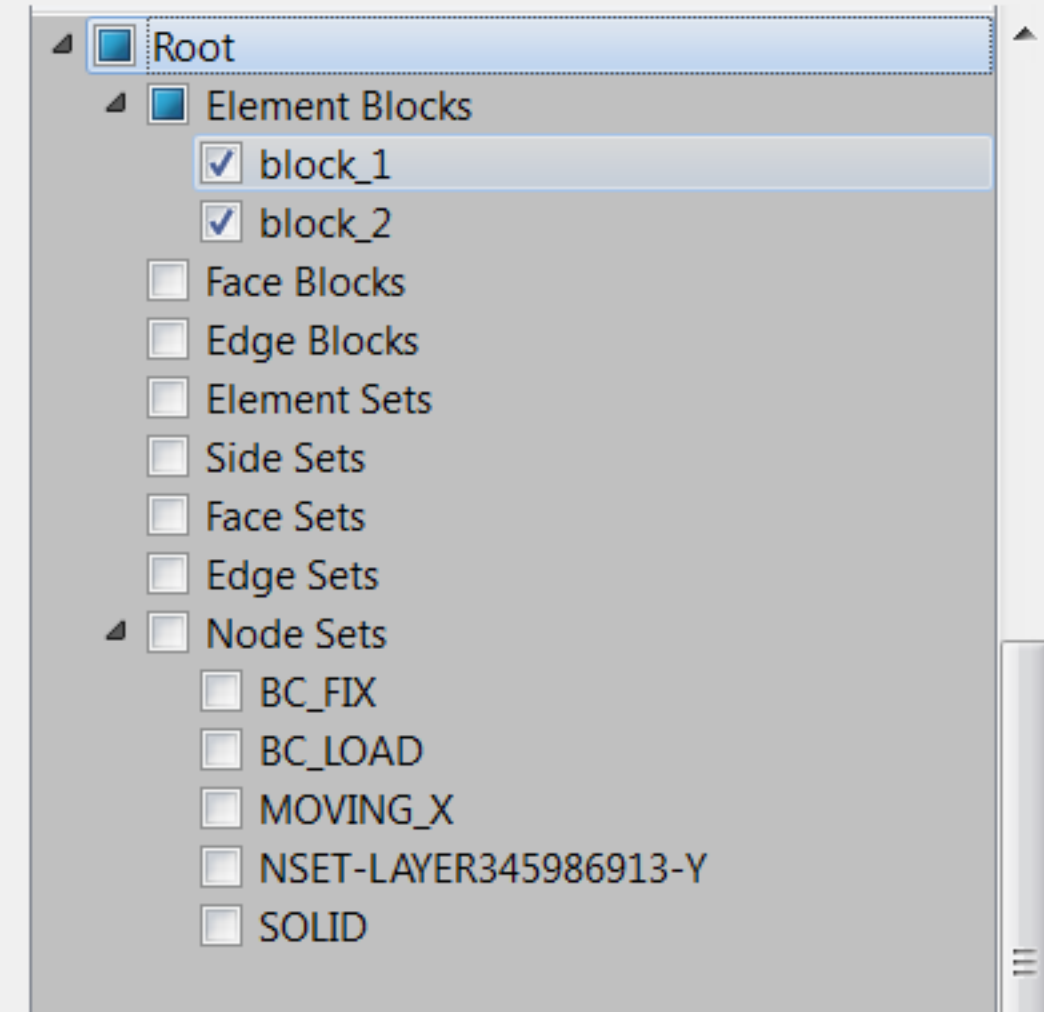 Root
Element Blocks
block_1
block_2
Face Blocks
Edge Blocks
Element Sets
Side Sets
Face Sets
Edge Sets
Node Sets
BC_FIX
BC_LOAD
MOVING_X
NSET-LAYER345986913-Y
SOLID